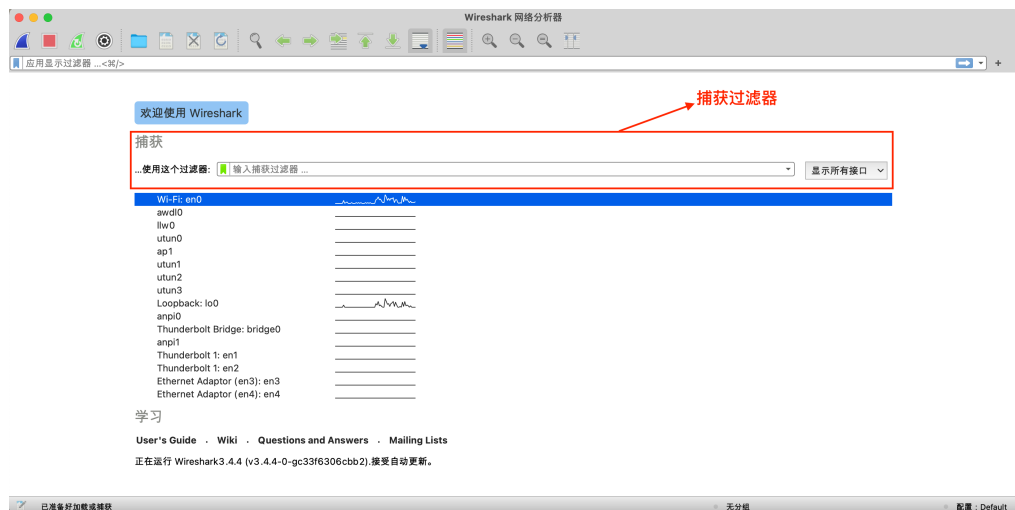 Wireshark 网络分析器
应用显示过滤器 ...<⌘/>
+
捕获过滤器
欢迎使用 Wireshark
捕获
...使用这个过滤器:
输入捕获过滤器 ...
显示所有接口
Wi-Fi: en0
awdl0
llw0
utun0
ap1
utun1
utun2
utun3
Loopback: lo0
anpi0
Thunderbolt Bridge: bridge0
anpi1
Thunderbolt 1: en1
Thunderbolt 1: en2
Ethernet Adaptor (en3): en3
Ethernet Adaptor (en4): en4
学习
User's Guide . Wiki . Questions and Answers . Mailing Lists
正在运行 Wireshark3.4.4 (v3.4.4-0-gc33f6306cbb2).接受自动更新。
已准备好加载或捕获
无分组
配置：Default